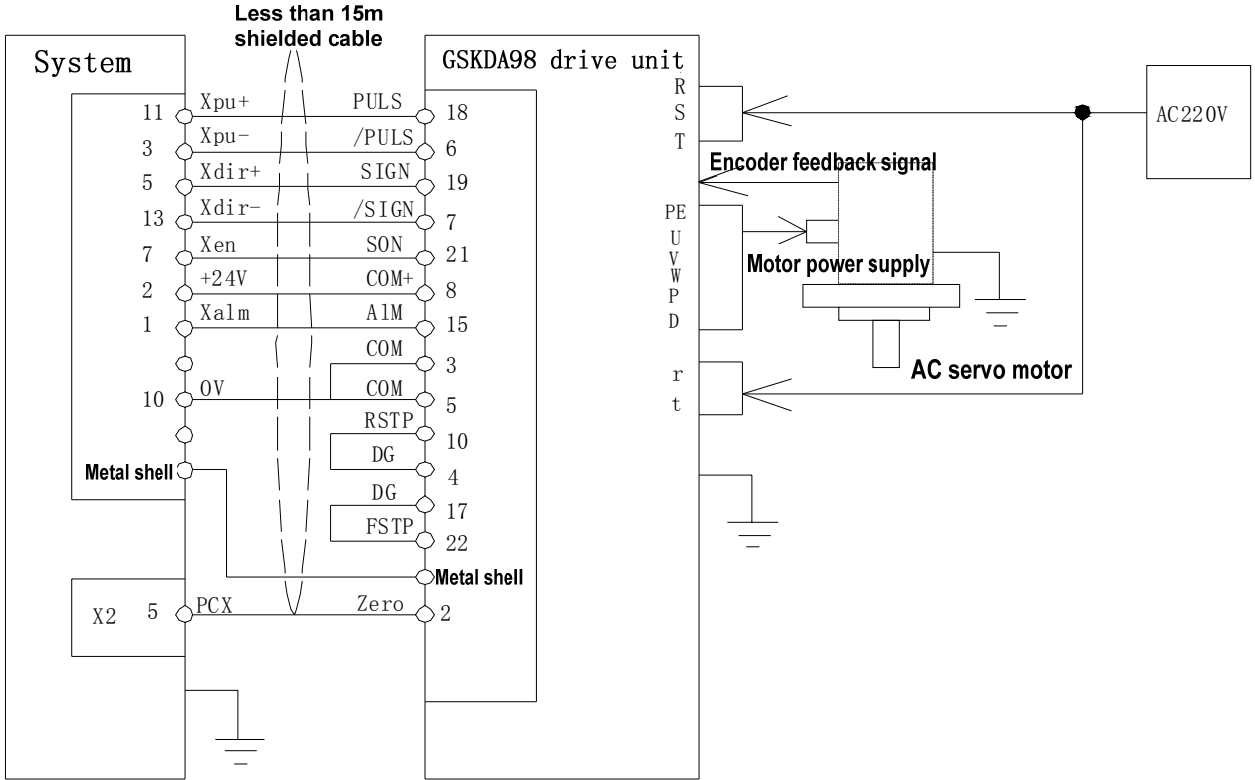 Less than 15m
shielded cable
System
GSKDA98 drive unit
11 Xpu+ PULS 18
3 Xpu- /PULS 6
5 Xdir+ SIGN 19
13 Xdir- /SIGN 7
7 Xen SON 21
2 +24V COM+ 8
1 Xalm AlM 15
COM 3
10 0V COM 5
RSTP 10
DG 4
DG 17
FSTP 22
Metal shell
Metal shell
X2 5 PCX Zero 2
R
S
T
AC220V
Encoder feedback signal
PE
U
V
W
P
D
Motor power supply
r
t
AC servo motor